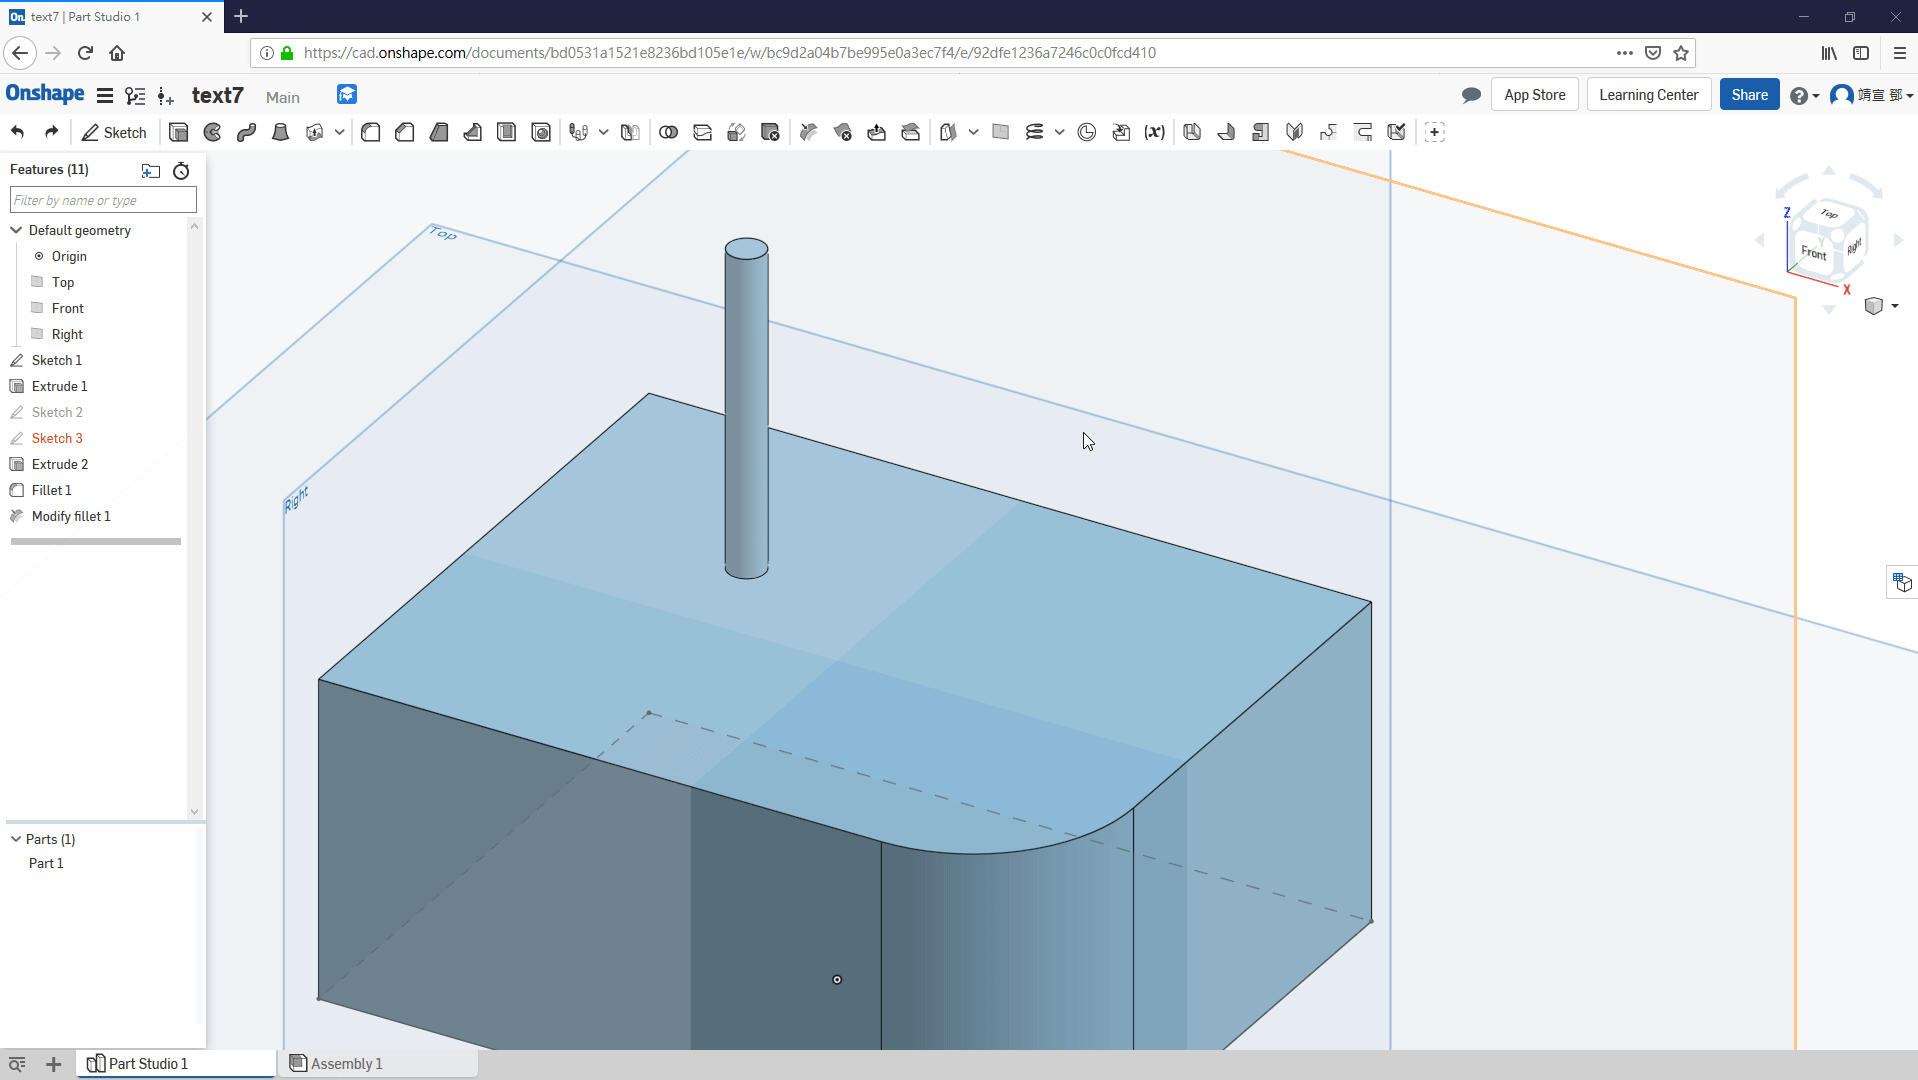 text7 | Part Studio 1
https://cad.onshape.com/documents/bd0531a1521e8236bd105e1e/w/bc9d2a04b7be995e0a3ec7f4/e/92dfe1236a7246c0c0fcd410
Onshape
text7
Main
App Store
Learning Center
Share
靖宣 鄧
Sketch
(x)
Features (11)
Filter by name or type
Default geometry
Origin
Top
Front
Right
Sketch 1
Extrude 1
Sketch 2
Sketch 3
Extrude 2
Fillet 1
Modify fillet 1
Parts (1)
Part 1
Top
Right
Z
Top
Y
Front
Right
X
Part Studio 1
Assembly 1